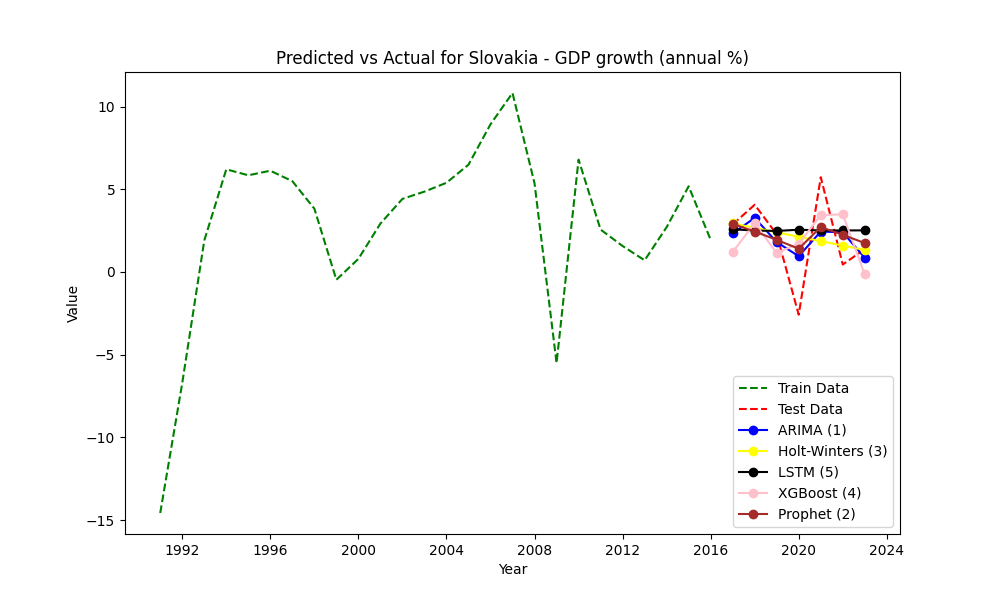 Predicted vs Actual for Slovakia - GDP growth (annual %)
Value
10
5
0
−5
−10
−15
1992 1996 2000 2004 2008 2012 2016 2020 2024
Year
Train Data
Test Data
ARIMA (1)
Holt-Winters (3)
LSTM (5)
XGBoost (4)
Prophet (2)